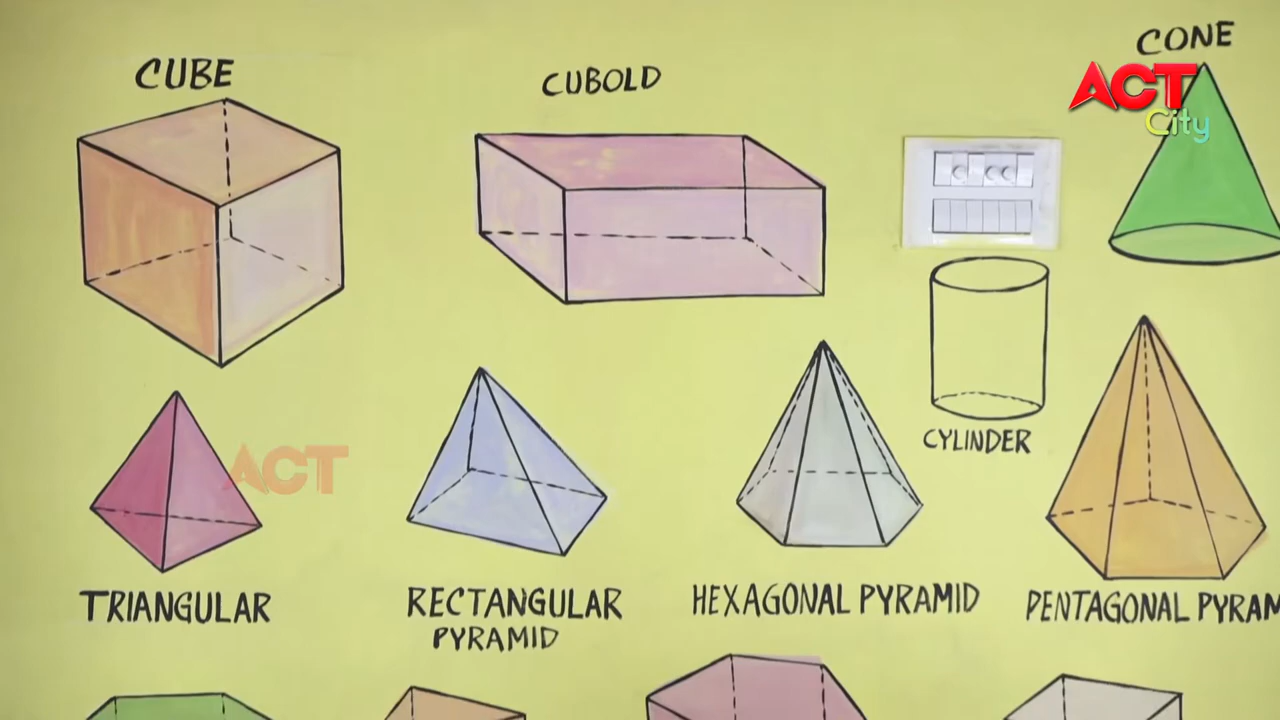 CONE
CUBE
CUBOLD
ACT
City
CYLINDER
ACT
TRIANGULAR
RECTANGULAR
PYRAMID
HEXAGONAL PYRAMID
PENTAGONAL PYRAM